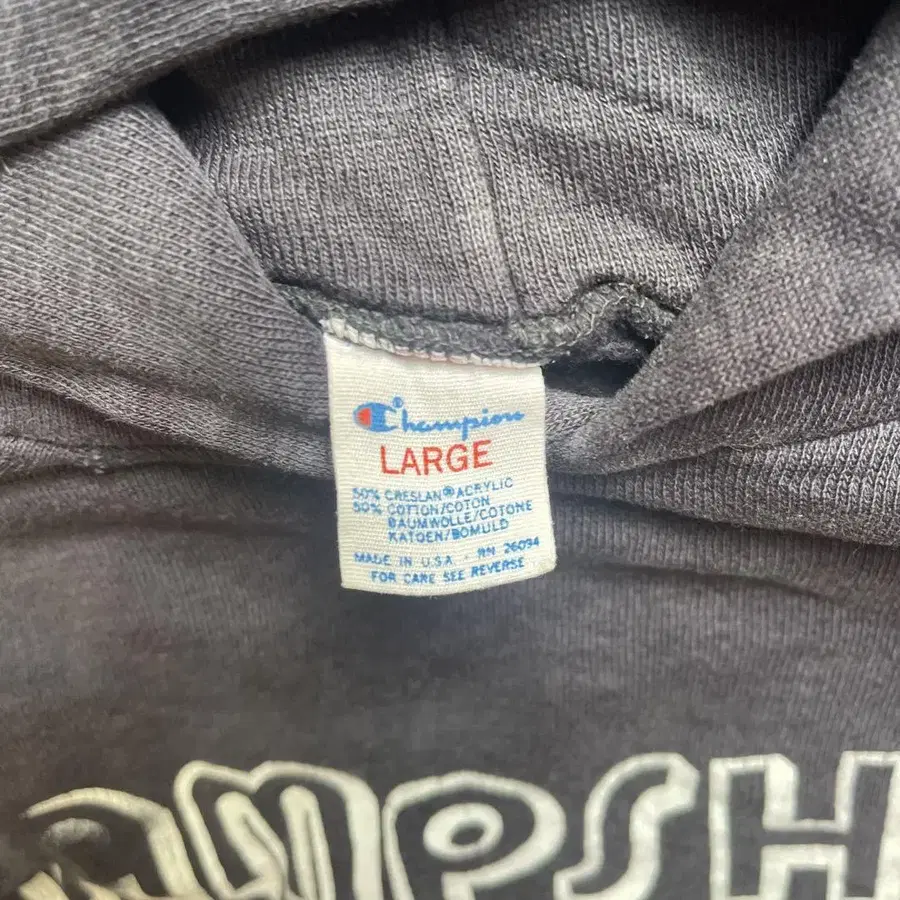 Champion®
LARGE
50% CRESLAN® ACRYLIC
50% COTTON/COTON
BAUMWOLLE/COTONE
KATOEN/BOMULD
MADE IN U.S.A. RN 26094
FOR CARE SEE REVERSE
MPSH